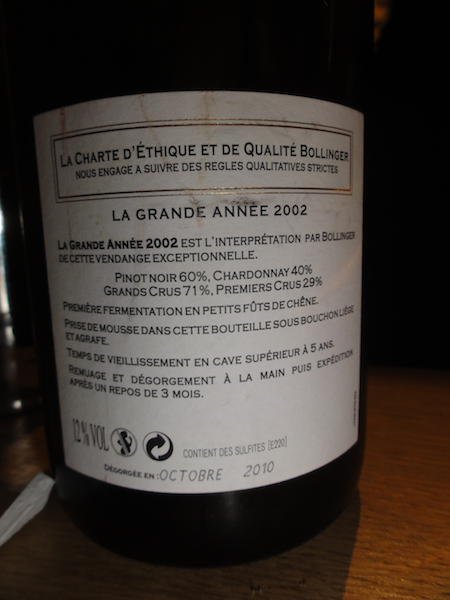 LA CHARTE D'ÉTHIQUE ET DE QUALITÉ BOLLINGER
NOUS ENGAGE A SUIVRE DES REGLES QUALITATIVES STRICTES
LA GRANDE ANNÉE 2002
LA GRANDE ANNÉE 2002 EST L'INTERPRÉTATION PAR BOLLINGER
DE CETTE VENDANGE EXCEPTIONNELLE.
PINOT NOIR 60%, CHARDONNAY 40%
GRANDS CRUS 71%, PREMIERS CRUS 29%
PREMIÈRE FERMENTATION EN PETITS FÛTS DE CHÊNE.
PRISE DE MOUSSE DANS CETTE BOUTEILLE SOUS BOUCHON LIÈGE
ET AGRAFE.
TEMPS DE VIEILLISSEMENT EN CAVE SUPÉRIEUR À 5 ANS.
REMUAGE ET DÉGORGEMENT À LA MAIN PUIS EXPÉDITION
APRÈS UN REPOS DE 3 MOIS.
12% VOL
CONTIENT DES SULFITES [E220]
DÉGORGÉE EN : OCTOBRE 2010